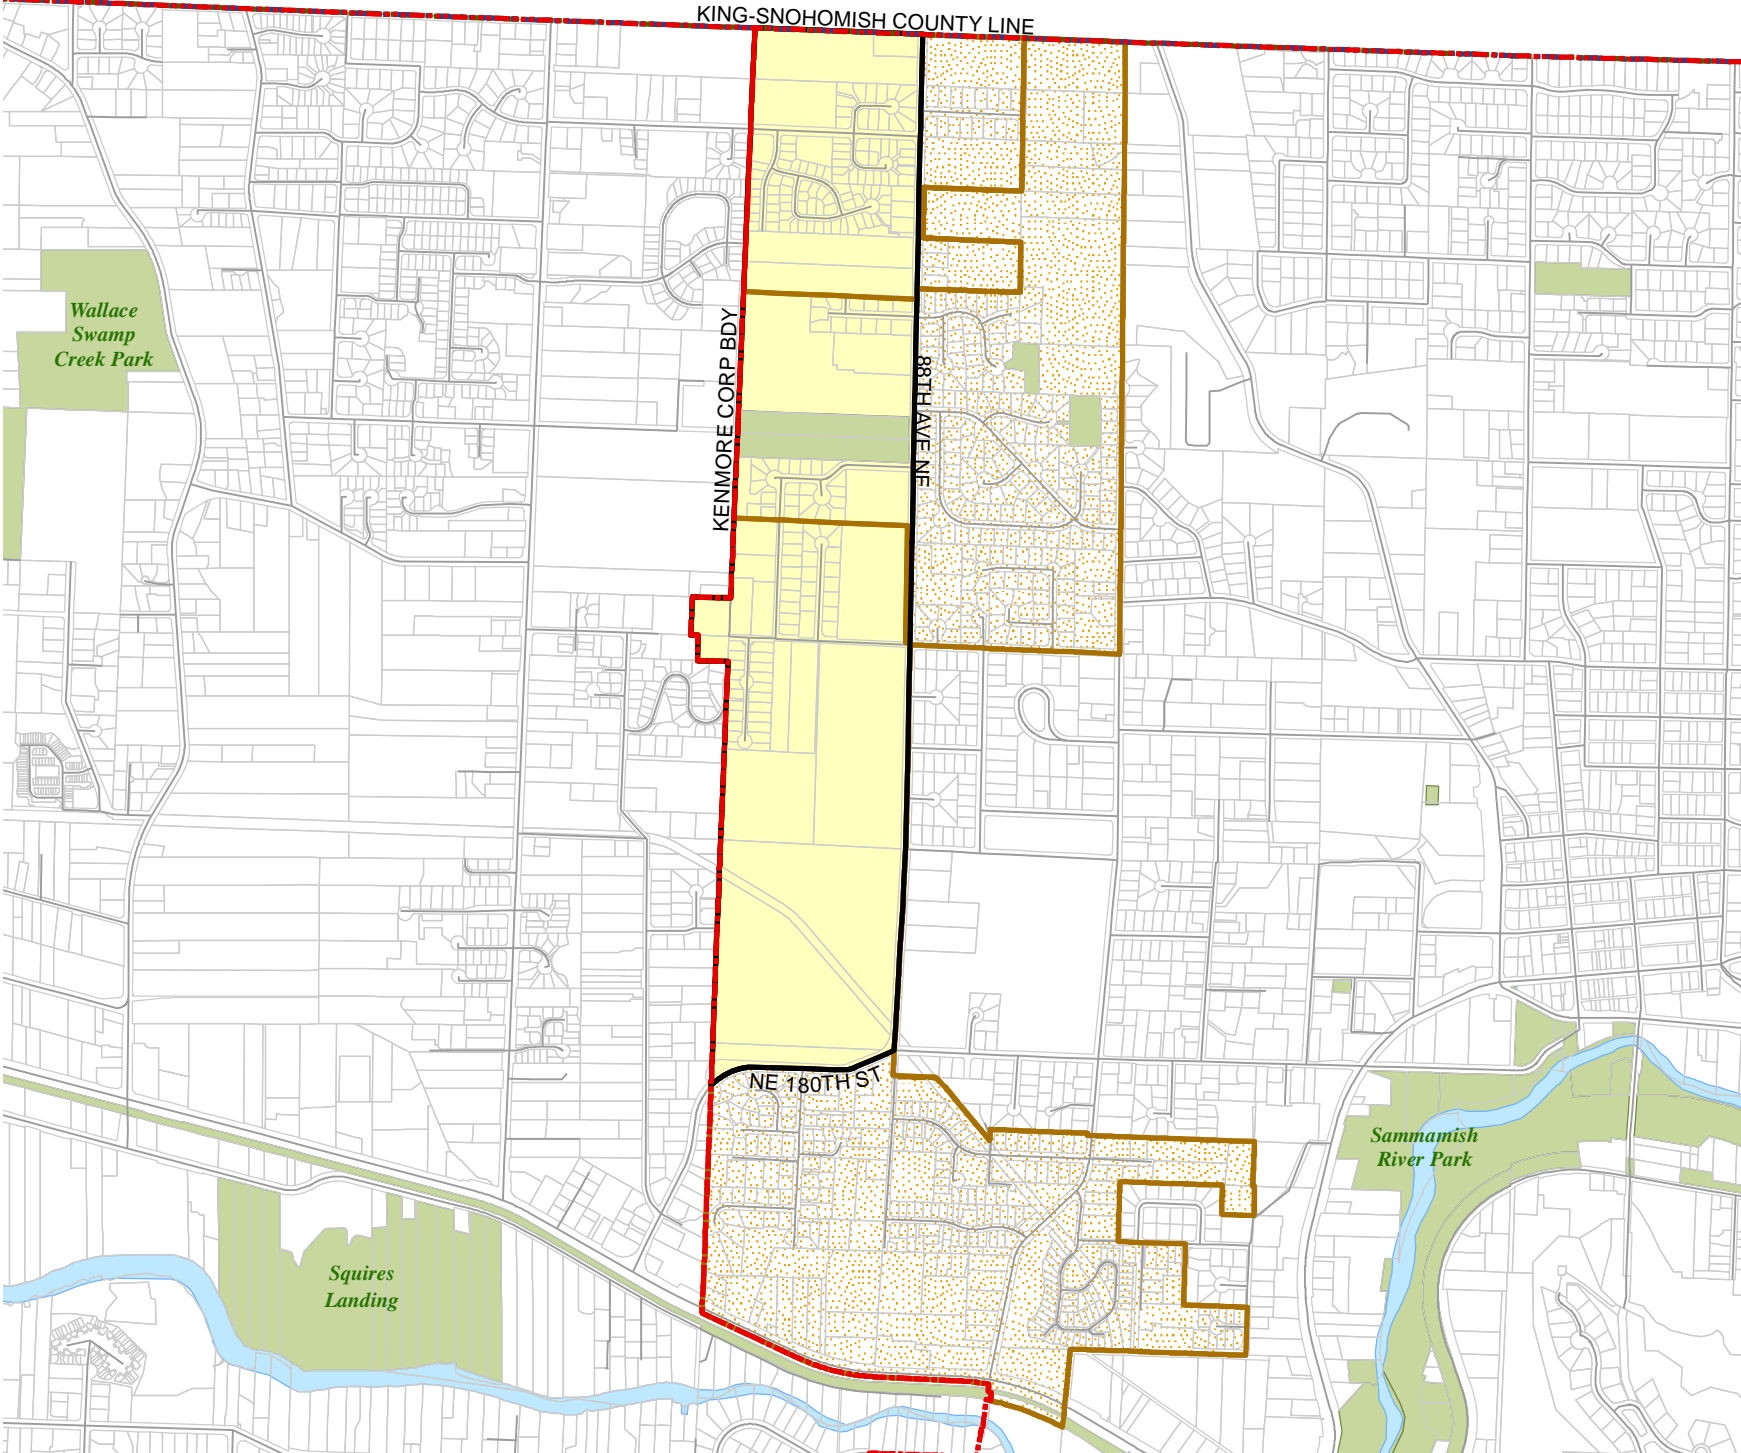 KING-SNOHOMISH COUNTY LINE
Wallace
Swamp
Creek Park
KENMORE CORP BDY
88TH AVE NE
NE 180TH ST
Sammamish
River Park
Squires
Landing